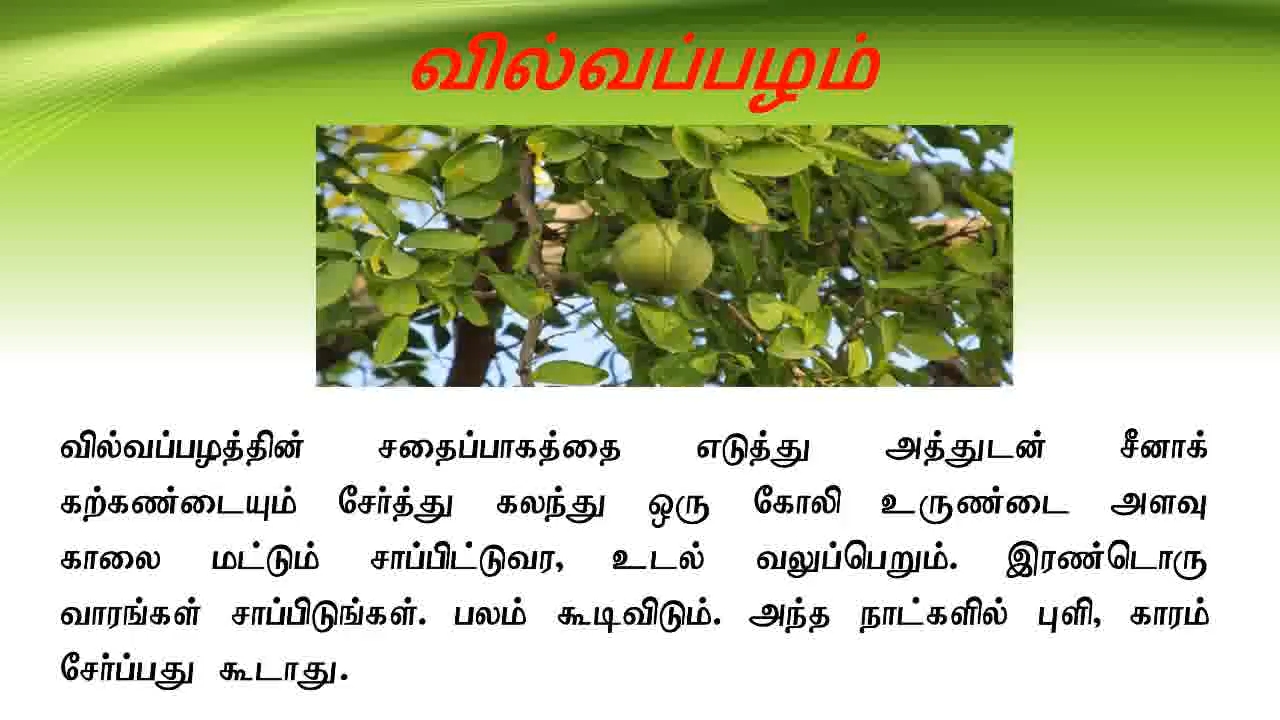 வில்வப்பழம்
வில்வப்பழத்தின் சதைப்பாகத்தை எடுத்து அத்துடன் சீனாக்
கற்கண்டையும் சேர்த்து கலந்து ஒரு கோலி உருண்டை அளவு
காலை மட்டும் சாப்பிட்டுவர, உடல் வலுப்பெறும். இரண்டொரு
வாரங்கள் சாப்பிடுங்கள். பலம் கூடிவிடும். அந்த நாட்களில் புளி, காரம்
சேர்ப்பது கூடாது.